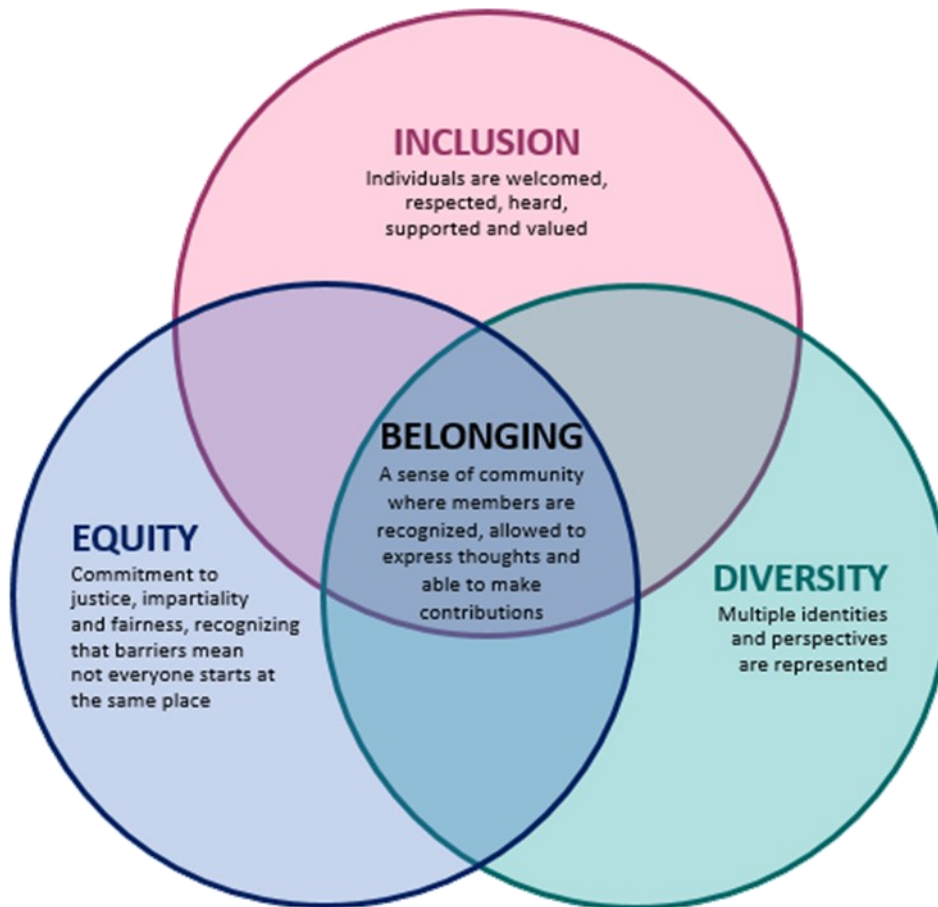 INCLUSION
Individuals are welcomed,
respected, heard,
supported and valued
BELONGING
A sense of community
where members are
recognized, allowed to
express thoughts and
able to make
contributions
EQUITY
Commitment to
justice, impartiality
and fairness, recognizing
that barriers mean
not everyone starts at
the same place
DIVERSITY
Multiple identities
and perspectives
are represented